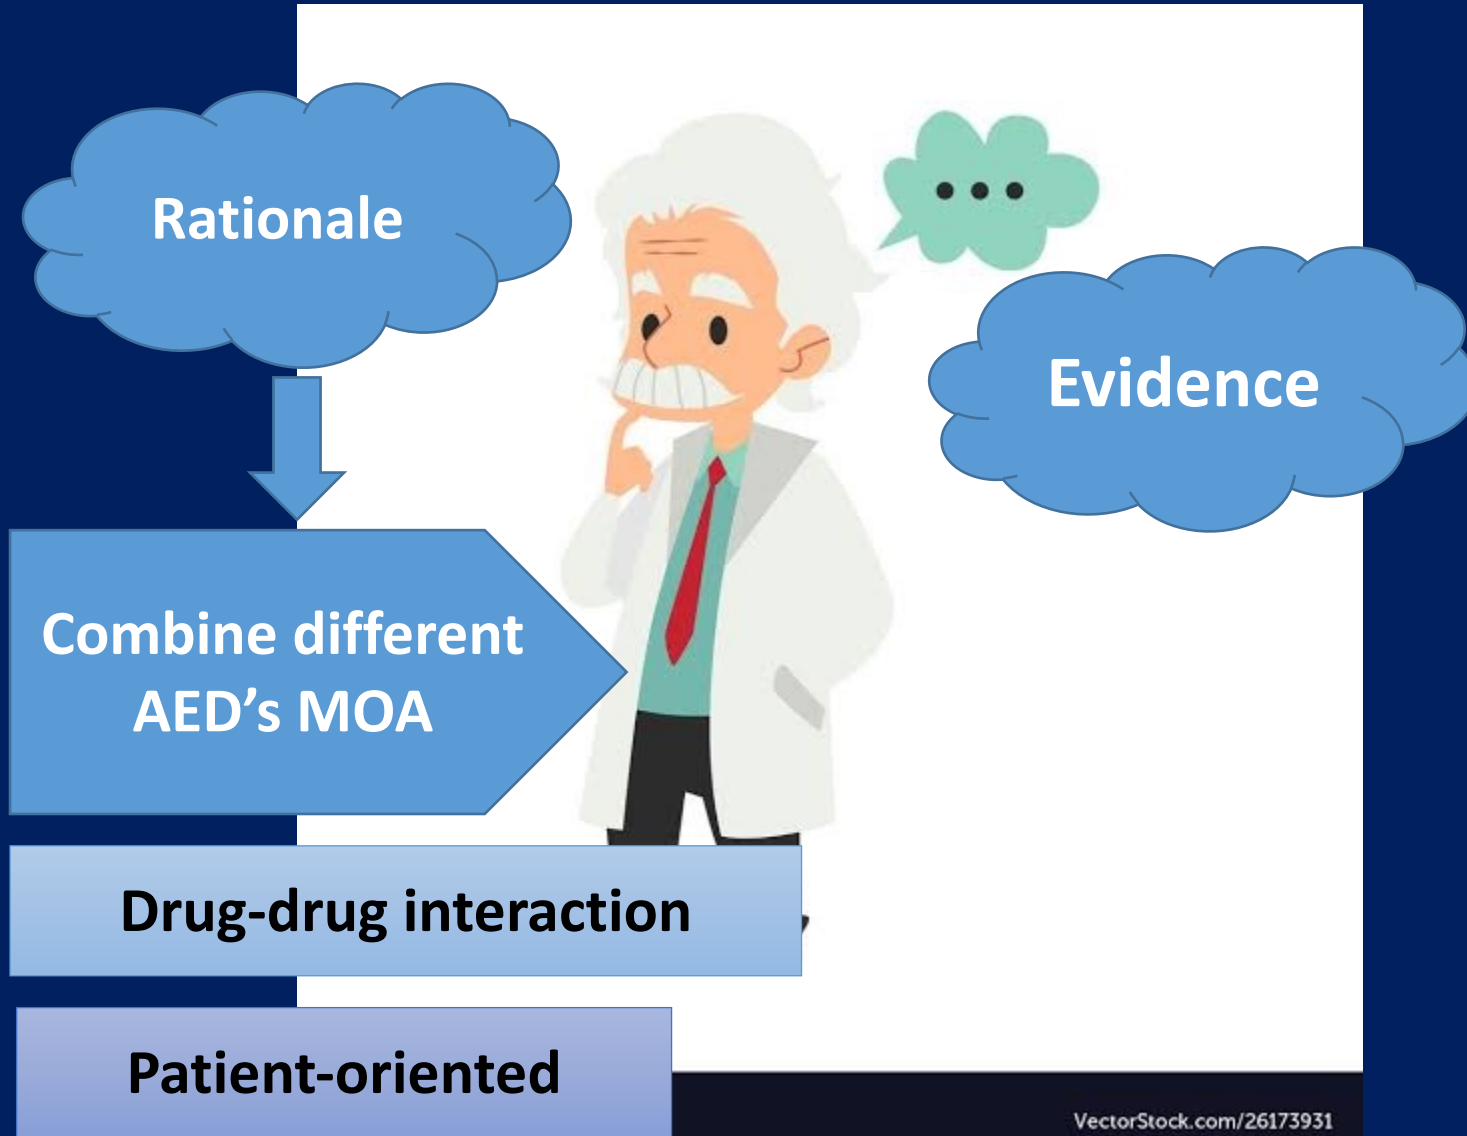 Rationale
Evidence
Combine different
AED’s MOA
Drug-drug interaction
Patient-oriented
VectorStock.com/26173931